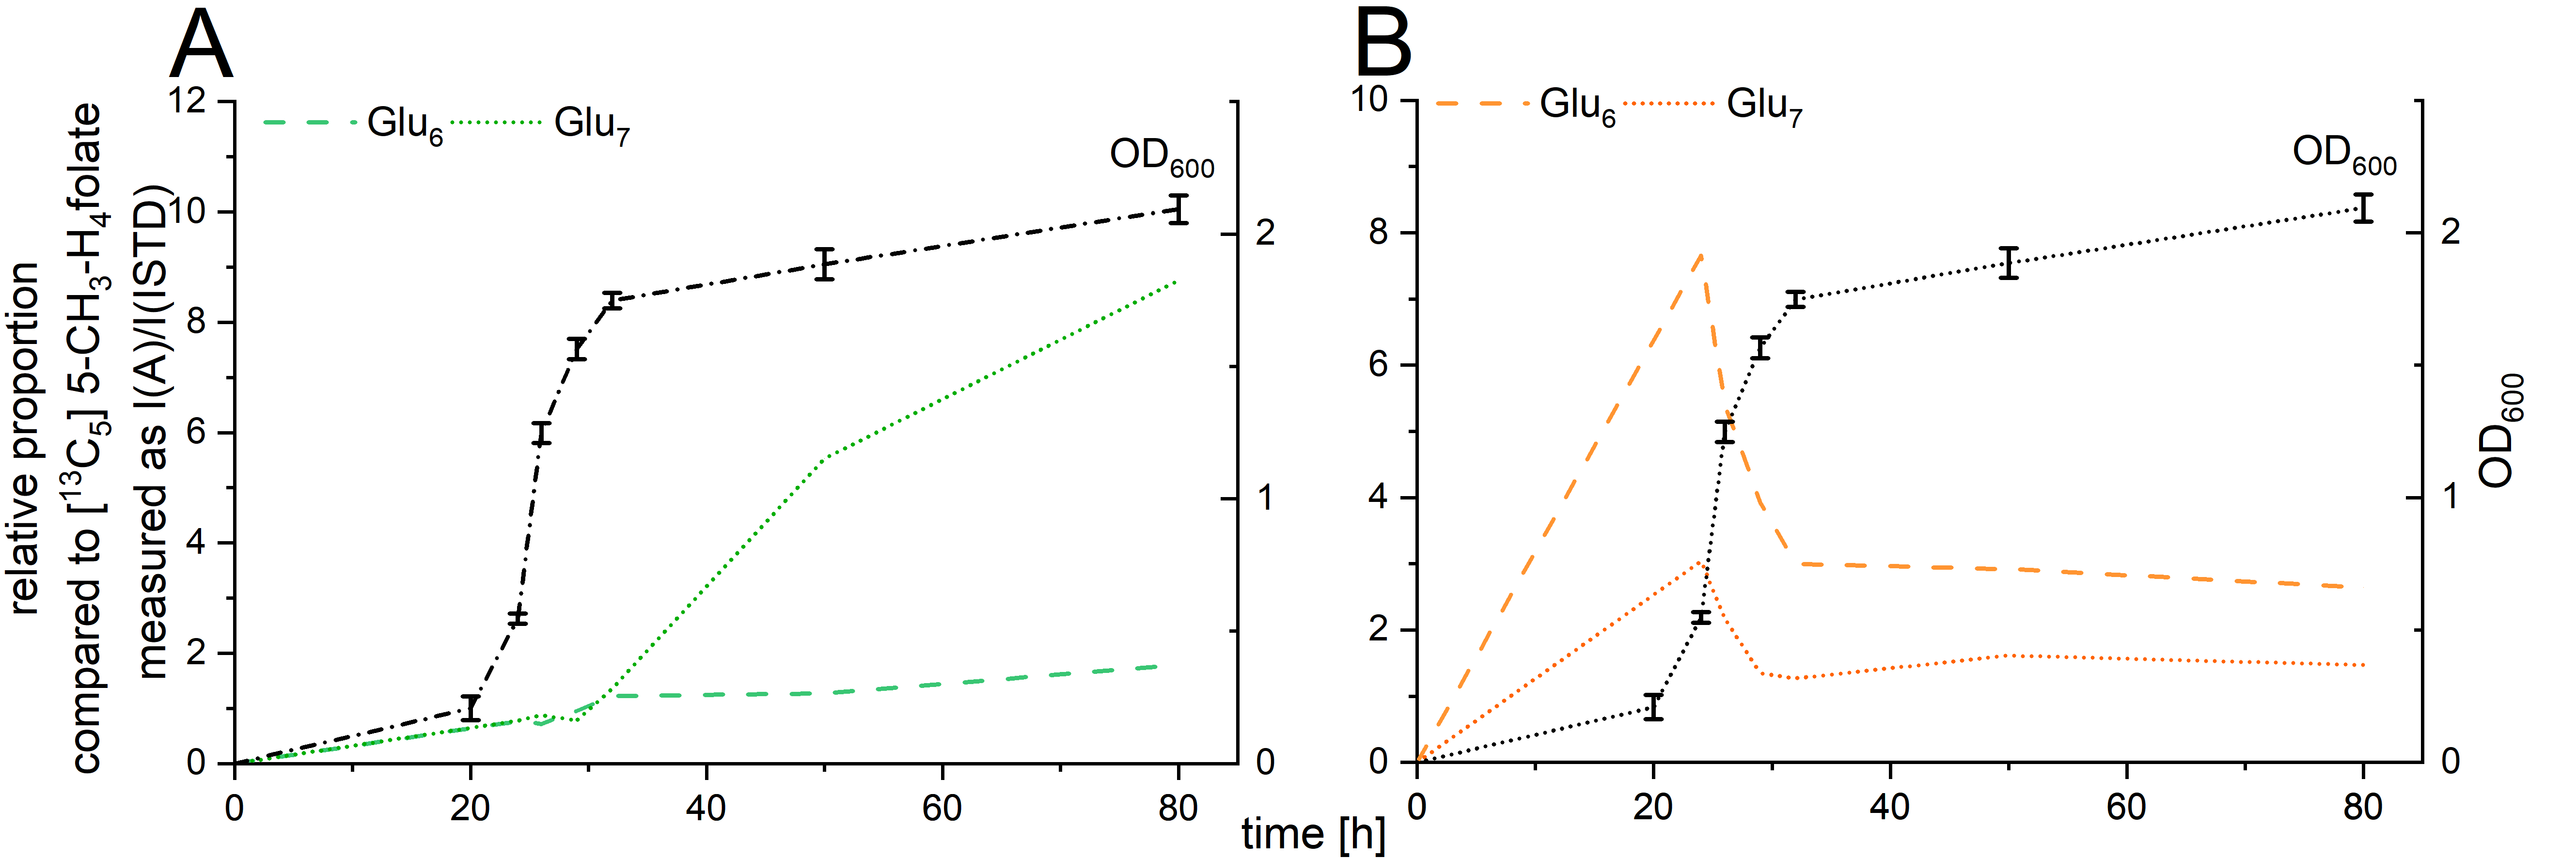 A
relative proportion
compared to [¹³C₅] 5-CH₃-H₄folate
measured as I(A)/I(ISTD)
12
10
8
6
4
2
0
Glu₆ Glu₇
OD₆₀₀
2
1
0
0 20 40 60 80
time [h]
B
10
8
6
4
2
0
Glu₆ Glu₇
OD₆₀₀
2
1
0
OD₆₀₀
0 20 40 60 80